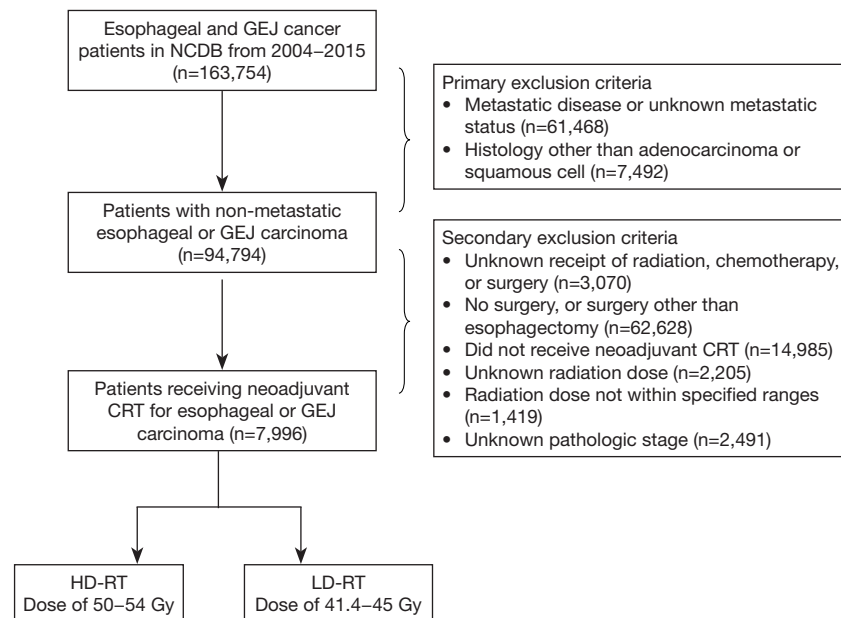 Esophageal and GEJ cancer
patients in NCDB from 2004–2015
(n=163,754)
Primary exclusion criteria
• Metastatic disease or unknown metastatic
status (n=61,468)
• Histology other than adenocarcinoma or
squamous cell (n=7,492)
Patients with non-metastatic
esophageal or GEJ carcinoma
(n=94,794)
Secondary exclusion criteria
• Unknown receipt of radiation, chemotherapy,
or surgery (n=3,070)
• No surgery, or surgery other than
esophagectomy (n=62,628)
• Did not receive neoadjuvant CRT (n=14,985)
• Unknown radiation dose (n=2,205)
• Radiation dose not within specified ranges
(n=1,419)
• Unknown pathologic stage (n=2,491)
Patients receiving neoadjuvant
CRT for esophageal or GEJ
carcinoma (n=7,996)
HD-RT
Dose of 50–54 Gy
LD-RT
Dose of 41.4–45 Gy